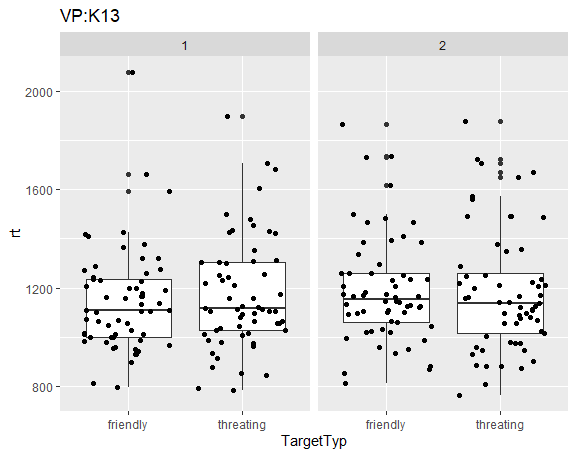 VP:K13
1
2
2000
1600
1200
800
rt
friendly
threating
friendly
threating
TargetTyp